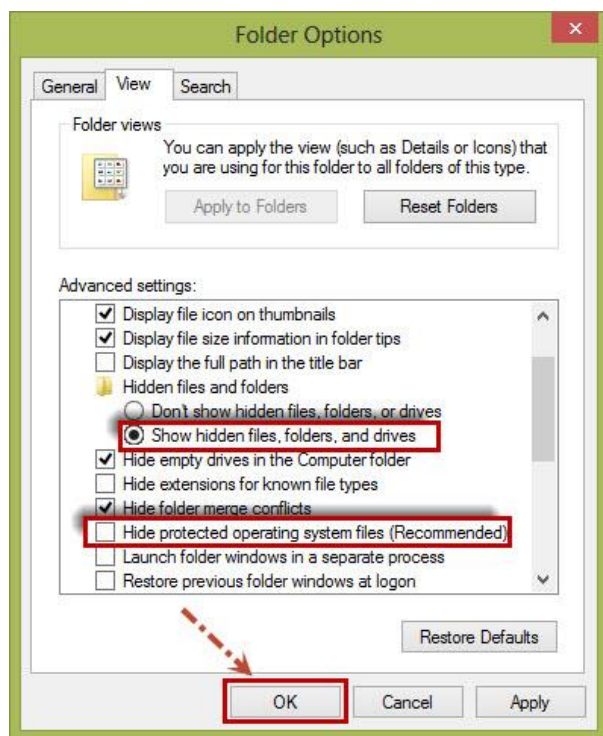 Folder Options
General View Search
Folder views
You can apply the view (such as Details or Icons) that
you are using for this folder to all folders of this type.
Apply to Folders Reset Folders
Advanced settings:
Display file icon on thumbnails
Display file size information in folder tips
Display the full path in the title bar
Hidden files and folders
Don't show hidden files, folders, or drives
Show hidden files, folders, and drives
Hide empty drives in the Computer folder
Hide extensions for known file types
Hide folder merge conflicts
Hide protected operating system files (Recommended)
Launch folder windows in a separate process
Restore previous folder windows at logon
Restore Defaults
OK Cancel Apply